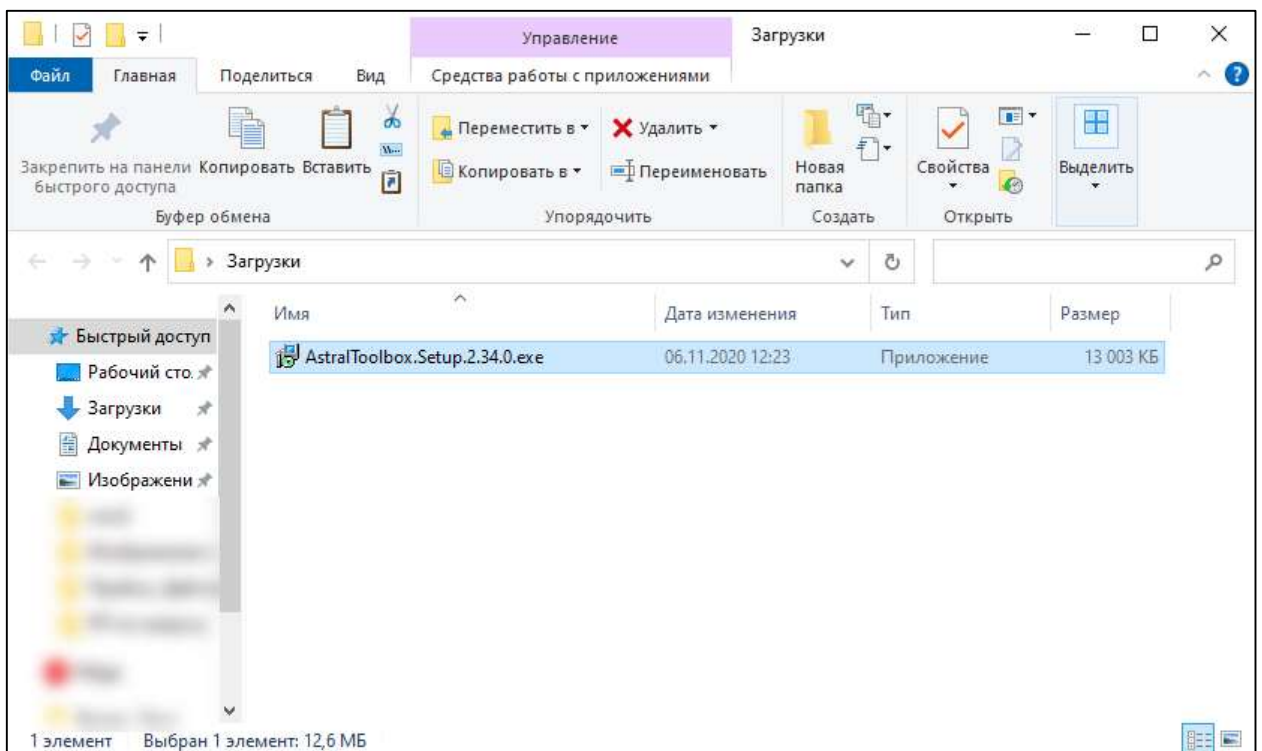 Управление
Загрузки
Файл
Главная
Поделиться
Вид
Средства работы с приложениями
Закрепить на панели
быстрого доступа
Копировать
Вставить
Буфер обмена
Переместить в
Копировать в
Удалить
Переименовать
Упорядочить
Новая
папка
Создать
Свойства
Открыть
Выделить
Загрузки
Имя
Дата изменения
Тип
Размер
Быстрый доступ
AstralToolbox.Setup.2.34.0.exe
06.11.2020 12:23
Приложение
13 003 КБ
Рабочий сто.
Загрузки
Документы
Изображени
1 элемент
Выбран 1 элемент: 12,6 МБ